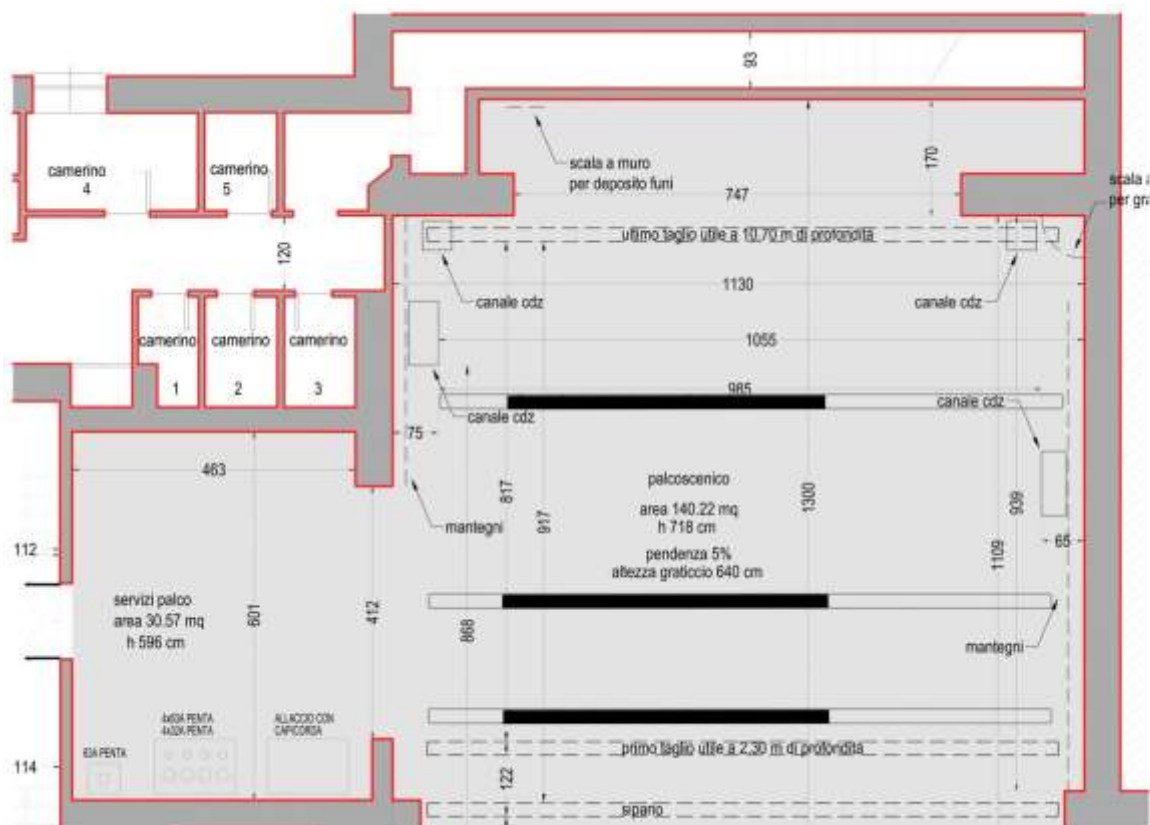 93
camerino
4
camerino
5
scala a muro
per deposito funi
170
747
120
ultimo taglio utile a 10,70 m di profondità
canale cdz
canale cdz
1130
1055
camerino
1
camerino
2
camerino
3
985
canale cdz
canale cdz
75
463
817
917
palcoscenico
area 140.22 mq
h 718 cm
pendenza 5%
altezza graticcio 640 cm
1300
939
1109
65
mantegni
112
servizi palco
area 30.57 mq
h 596 cm
601
412
868
mantegni
63A PENTA
4x63A PENTA
4x32A PENTA
ALLACCIO CON
CAPICORDA
114
primo taglio utile a 2,30 m di profondità
122
sipario